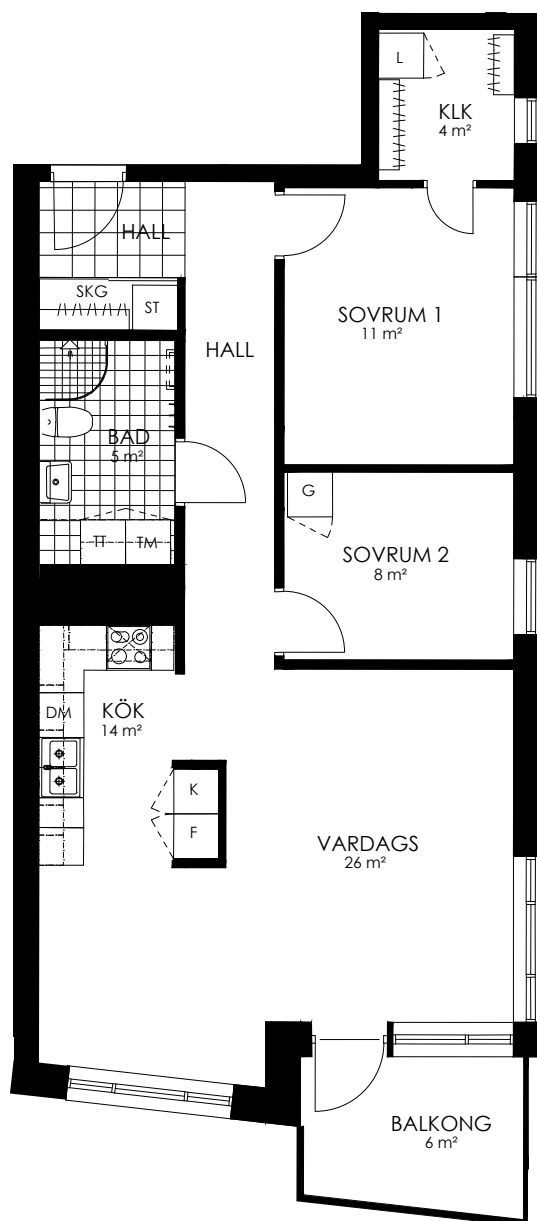 L
KLK
4 m²
HALL
SKG
ST
SOVRUM 1
11 m²
HALL
BAD
5 m²
G
TT
TM
SOVRUM 2
8 m²
DM
KÖK
14 m²
K
F
VARDAGS
26 m²
BALKONG
6 m²